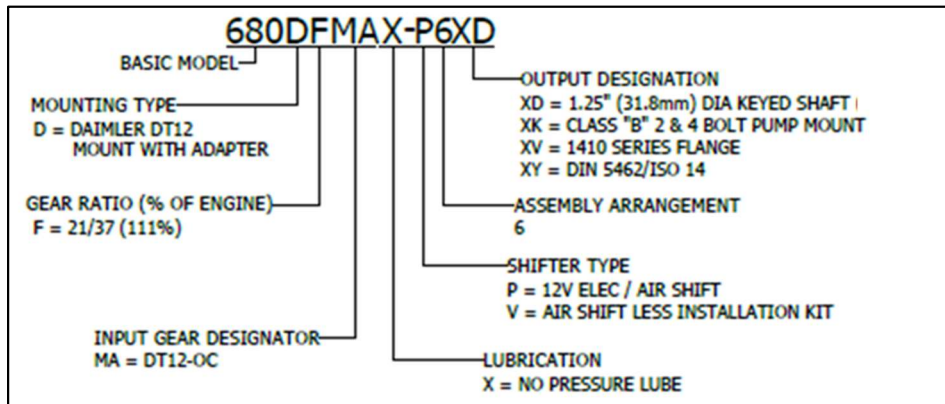 680DFMAX-P6XD
BASIC MODEL
MOUNTING TYPE
D = DAIMLER DT12
MOUNT WITH ADAPTER
GEAR RATIO (% OF ENGINE)
F = 21/37 (111%)
INPUT GEAR DESIGNATOR
MA = DT12-OC
OUTPUT DESIGNATION
XD = 1.25" (31.8mm) DIA KEYED SHAFT (
XK = CLASS "B" 2 & 4 BOLT PUMP MOUNT
XV = 1410 SERIES FLANGE
XY = DIN 5462/ISO 14
ASSEMBLY ARRANGEMENT
6
SHIFTER TYPE
P = 12V ELEC / AIR SHIFT
V = AIR SHIFT LESS INSTALLATION KIT
LUBRICATION
X = NO PRESSURE LUBE